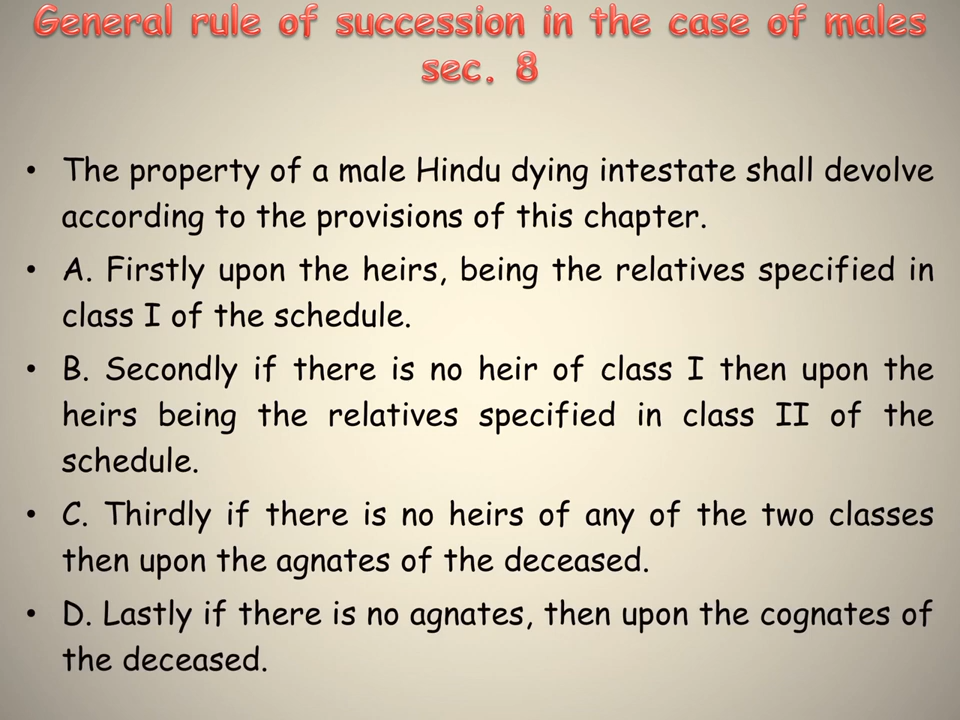 General rule of succession in the case of males
sec. 8
• The property of a male Hindu dying intestate shall devolve
according to the provisions of this chapter.
• A. Firstly upon the heirs, being the relatives specified in
class I of the schedule.
• B. Secondly if there is no heir of class I then upon the
heirs being the relatives specified in class II of the
schedule.
• C. Thirdly if there is no heirs of any of the two classes
then upon the agnates of the deceased.
• D. Lastly if there is no agnates, then upon the cognates of
the deceased.